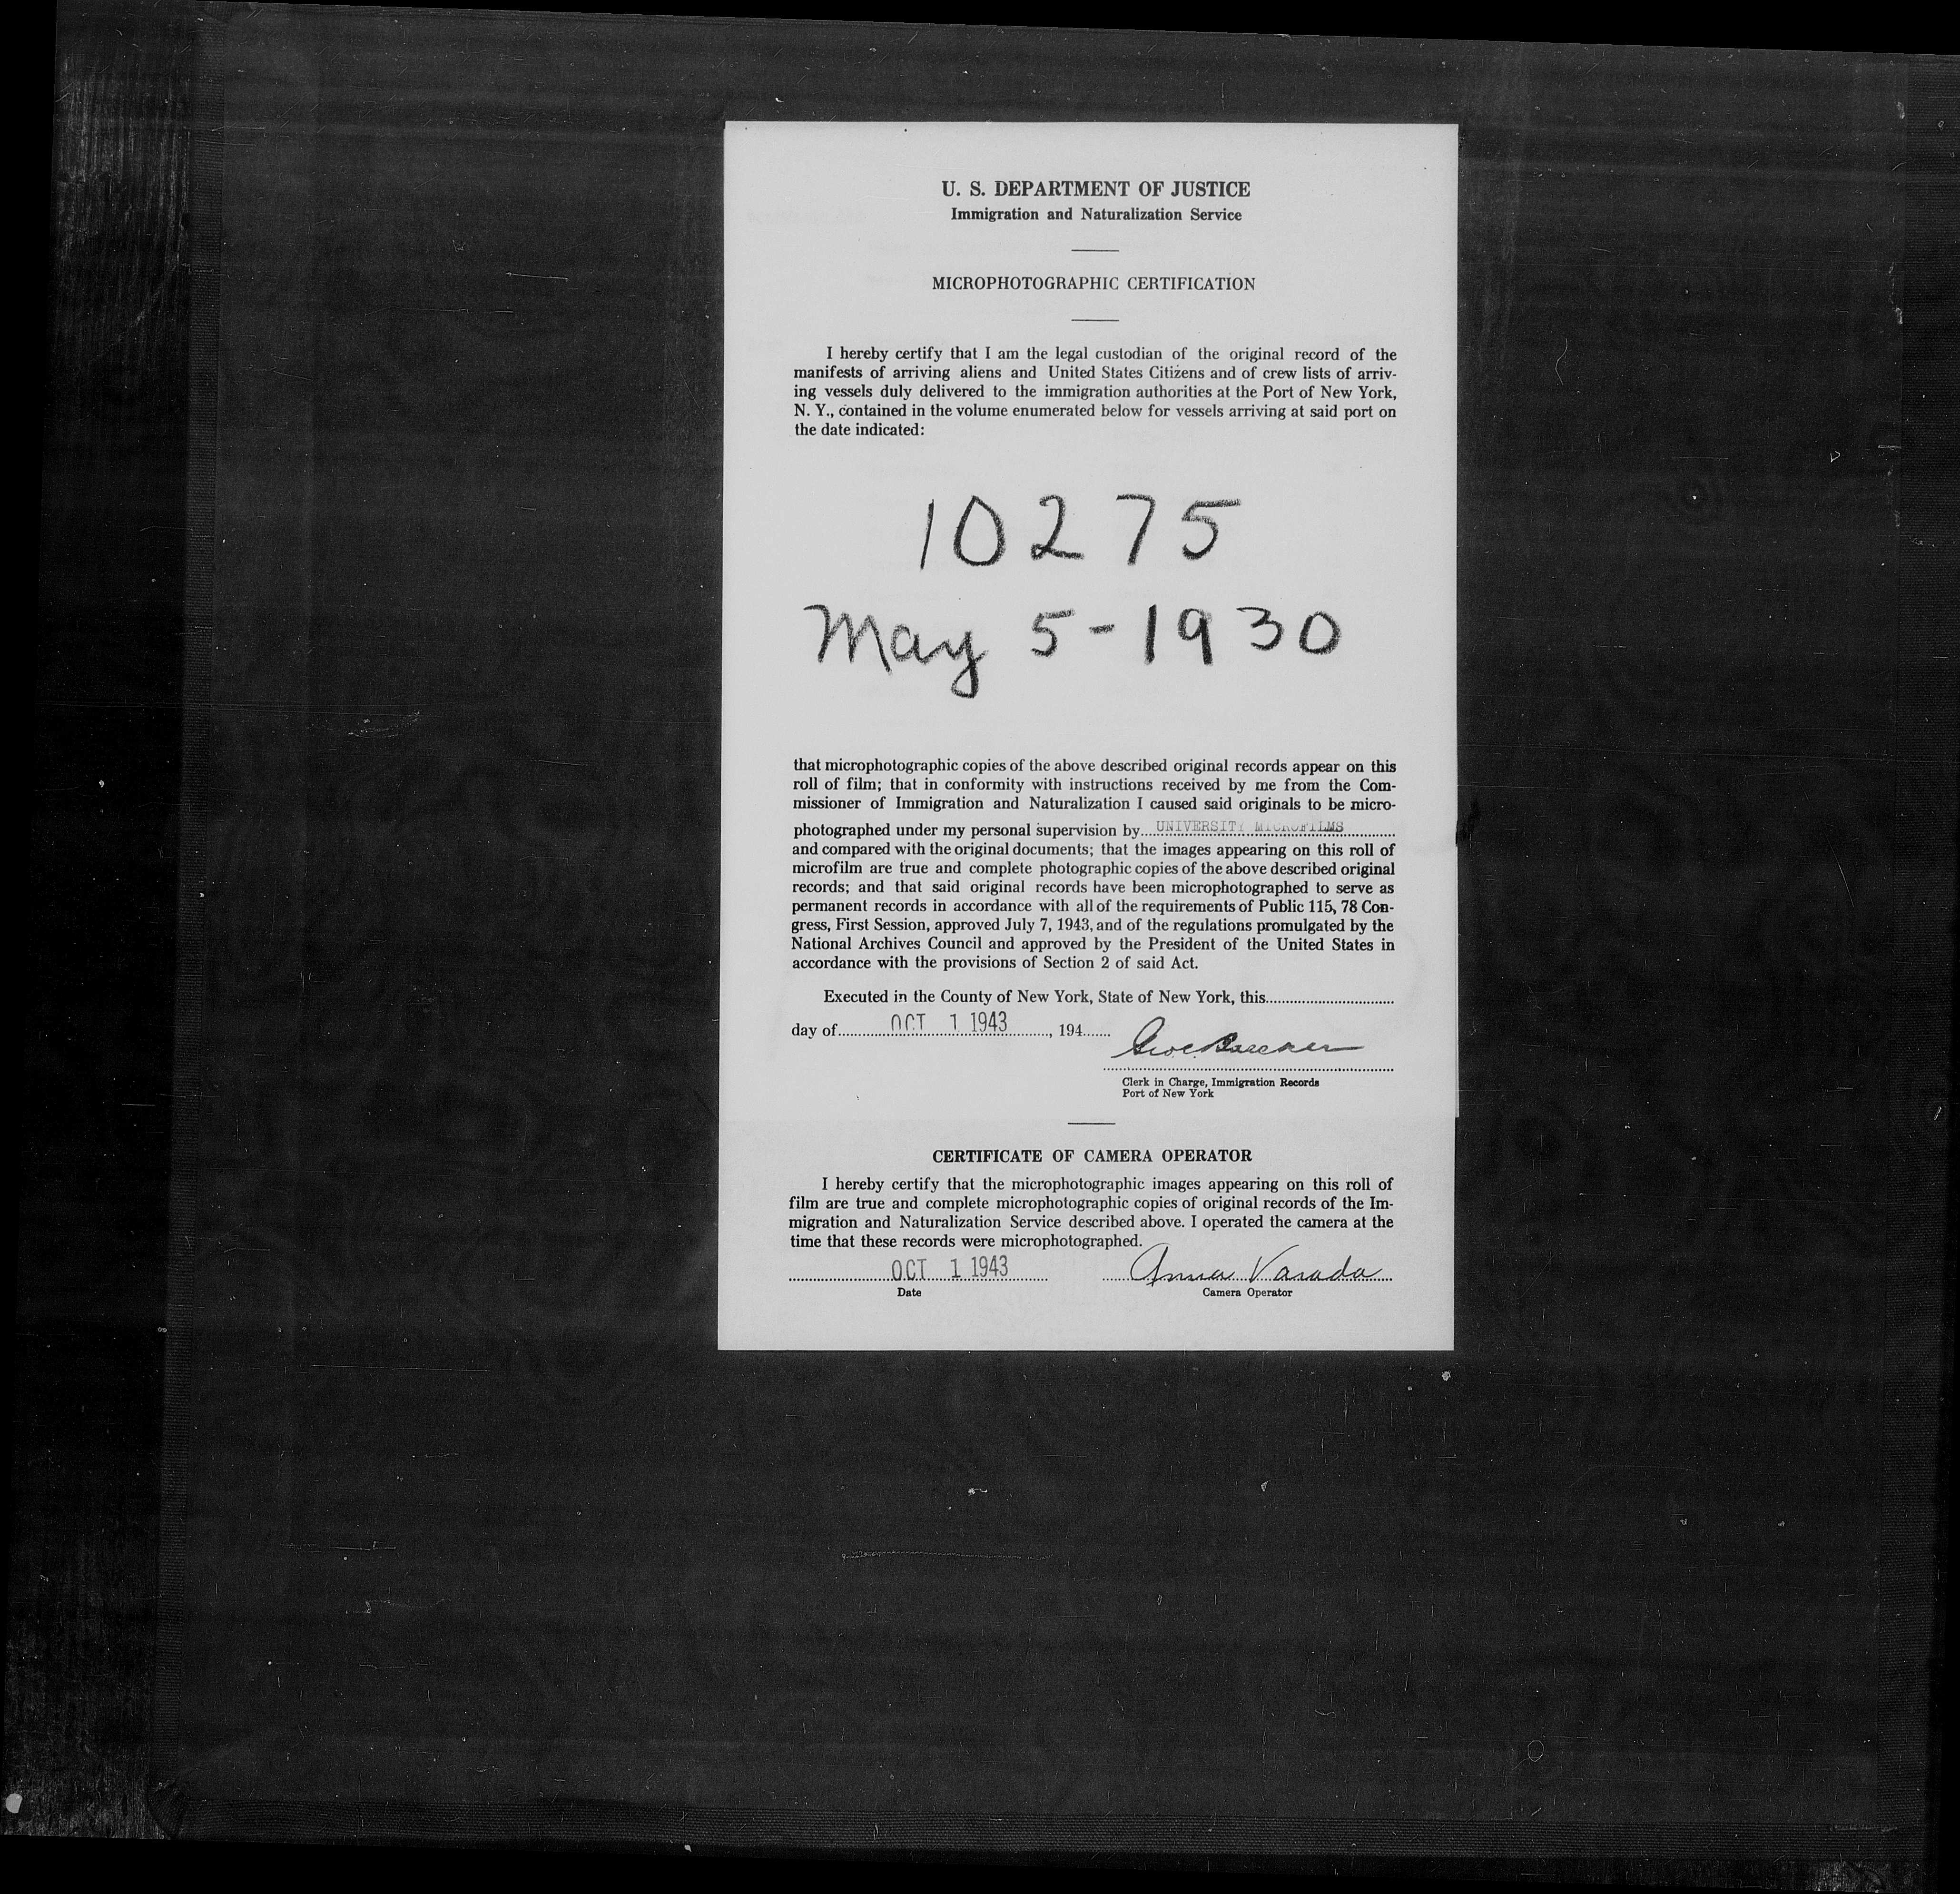 U. S. DEPARTMENT OF JUSTICE
Immigration and Naturalization Service
MICROPHOTOGRAPHIC CERTIFICATION
I hereby certify that I am the legal custodian of the original record of the
manifests of arriving aliens and United States Citizens and of crew lists of arriv-
ing vessels duly delivered to the immigration authorities at the Port of New York,
N. Y., contained in the volume enumerated below for vessels arriving at said port on
the date indicated:
10275
May 5-1930
that microphotographic copies of the above described original records appear on this
roll of film; that in conformity with instructions received by me from the Com-
missioner of Immigration and Naturalization I caused said originals to be micro-
photographed under my personal supervision by UNIVERSITY MICROFILMS
and compared with the original documents; that the images appearing on this roll of
microfilm are true and complete photographic copies of the above described original
records; and that said original records have been microphotographed to serve as
permanent records in accordance with all of the requirements of Public 115, 78 Con-
gress, First Session, approved July 7, 1943, and of the regulations promulgated by the
National Archives Council and approved by the President of the United States in
accordance with the provisions of Section 2 of said Act.
Executed in the County of New York, State of New York, this
day of OCT 1 1943, 194
Clerk in Charge, Immigration Records
Port of New York
CERTIFICATE OF CAMERA OPERATOR
I hereby certify that the microphotographic images appearing on this roll of
film are true and complete microphotographic copies of original records of the Im-
migration and Naturalization Service described above. I operated the camera at the
time that these records were microphotographed.
OCT 1 1943 Anna Varada
Date Camera Operator